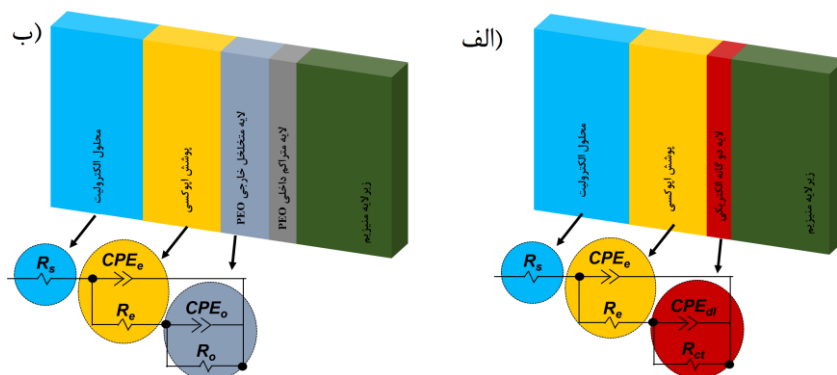 الف)
محلول الکترولیت
پوشش اپوکسی
لایه دو گانه الکتریکی
زیرلایه منیزیم
Rs
CPEe
Re
CPEdl
Rct
ب)
محلول الکترولیت
پوشش اپوکسی
لایه متخلخل خارجی PEO
لایه متراکم داخلی PEO
زیرلایه منیزیم
Rs
CPEe
Re
CPEo
Ro